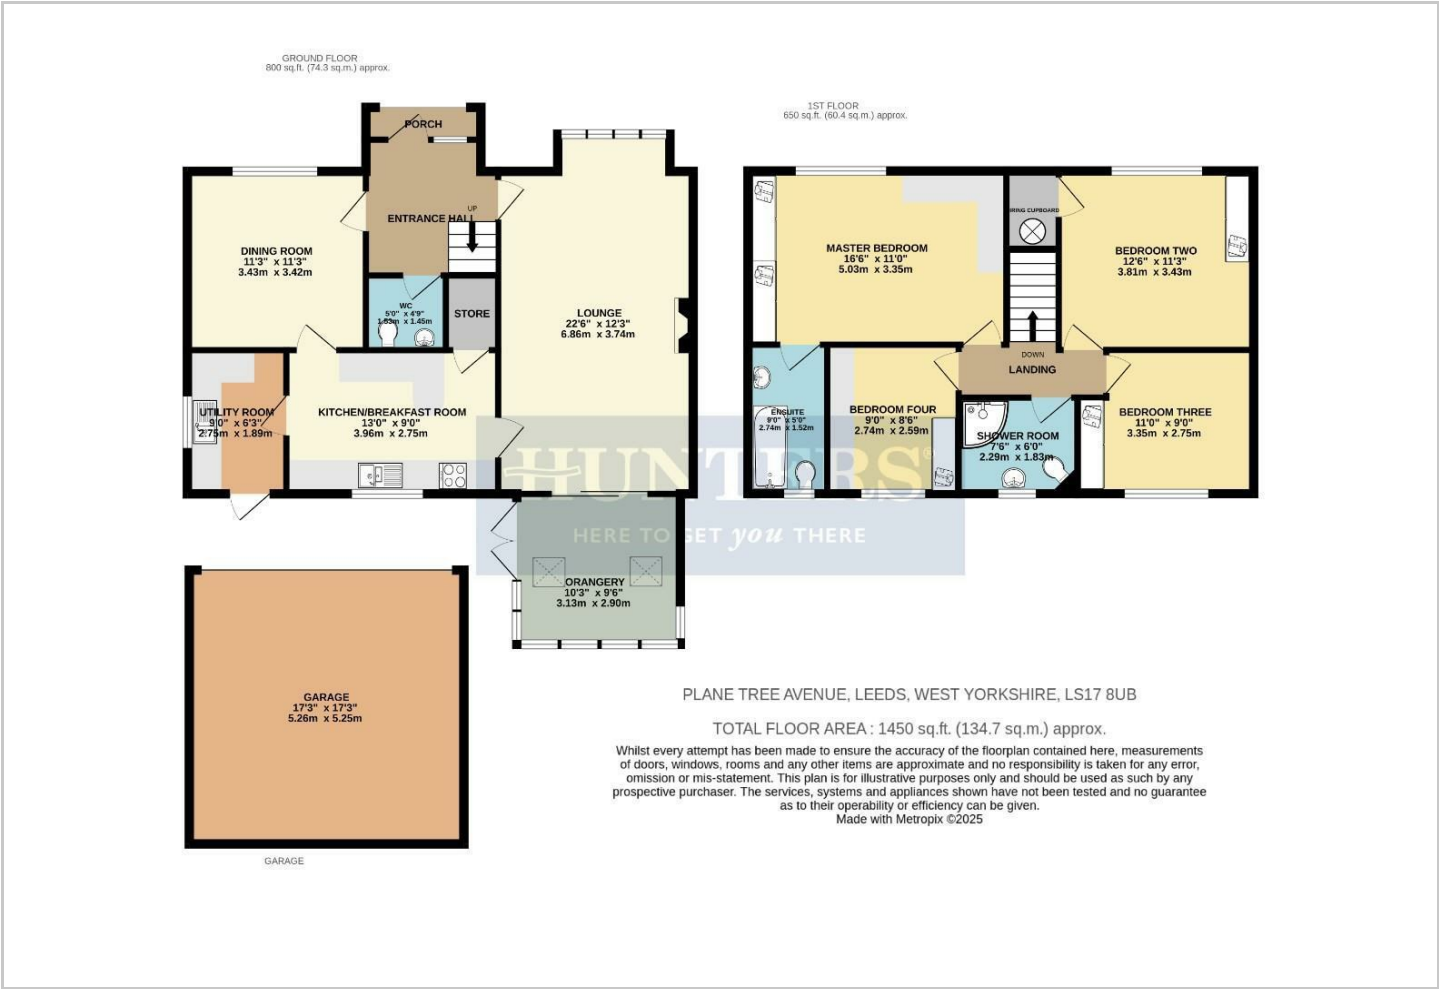 GROUND FLOOR
800 sq.ft. (74.3 sq.m.) approx.
1ST FLOOR
650 sq.ft. (60.4 sq.m.) approx.
PORCH
ENTRANCE HALL
UP
DINING ROOM
11'3" x 11'3"
3.43m x 3.42m
WC
5'0" x 4'9"
1.53m x 1.45m
STORE
LOUNGE
22'6" x 12'3"
6.86m x 3.74m
UTILITY ROOM
9'0" x 6'3"
2.75m x 1.89m
KITCHEN/BREAKFAST ROOM
13'0" x 9'0"
3.96m x 2.75m
ORANGERY
10'3" x 9'6"
3.13m x 2.90m
MASTER BEDROOM
16'6" x 11'0"
5.03m x 3.35m
IRING CUPBOARD
BEDROOM TWO
12'6" x 11'3"
3.81m x 3.43m
DOWN
LANDING
ENSUITE
9'0" x 5'0"
2.74m x 1.52m
BEDROOM FOUR
9'0" x 8'6"
2.74m x 2.59m
SHOWER ROOM
7'6" x 6'0"
2.29m x 1.83m
BEDROOM THREE
11'0" x 9'0"
3.35m x 2.75m
HUNTERS®
HERE TO GET you THERE
GARAGE
17'3" x 17'3"
5.26m x 5.25m
GARAGE
PLANE TREE AVENUE, LEEDS, WEST YORKSHIRE, LS17 8UB
TOTAL FLOOR AREA : 1450 sq.ft. (134.7 sq.m.) approx.
Whilst every attempt has been made to ensure the accuracy of the floorplan contained here, measurements
of doors, windows, rooms and any other items are approximate and no responsibility is taken for any error,
omission or mis-statement. This plan is for illustrative purposes only and should be used as such by any
prospective purchaser. The services, systems and appliances shown have not been tested and no guarantee
as to their operability or efficiency can be given.
Made with Metropix ©2025